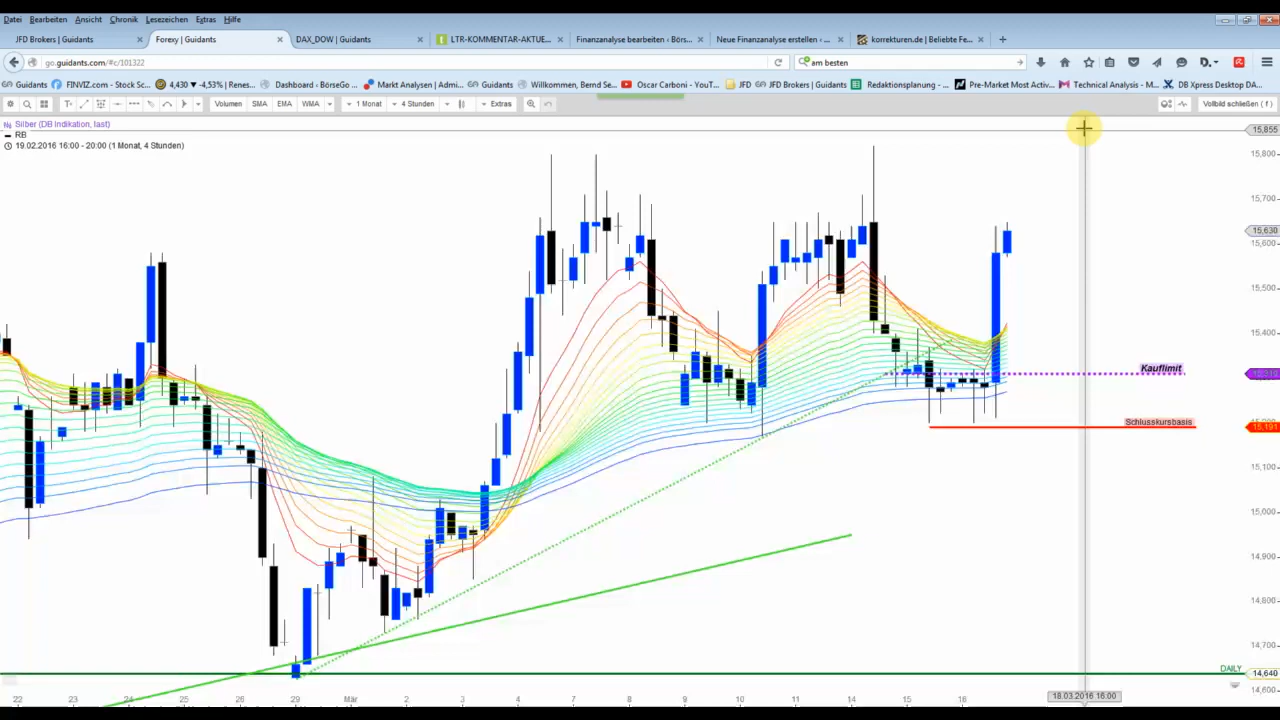 Datei Bearbeiten Ansicht Chronik Lesezeichen Extras Hilfe
JFD Brokers | Guidants × Forexy | Guidants × DAX_DOW | Guidants × LTR-KOMMENTAR-AKTUE... × Finanzanalyse bearbeiten ‹ Börs... × Neue Finanzanalyse erstellen ‹ ... × korrekturen.de | Beliebte Fe... × +
go.guidants.com/#c/101322 am besten
Guidants FINVIZ.com - Stock Sc... 4,430 ▼ -4,53% | Renes... Dashboard ‹ BörseGo ... Markt Analysen | Admi... Guidants Willkommen, Bernd Se... Oscar Carboni - YouT... JFD JFD Brokers | Guidants Redaktionsplanung - ... Pre-Market Most Activ... Technical Analysis - M... DB Xpress Desktop DA...
Volumen SMA EMA WMA 1 Monat 4 Stunden Extras Vollbild schließen ( f )
Silber (DB Indikation, last)
RB
19.02.2016 16:00 - 20:00 (1 Monat, 4 Stunden)
15,855
15,800
15,700
15,630
15,600
15,500
15,400
Kauflimit
Schlusskursbasis
15,191
15,100
15,000
14,900
14,800
14,700
DAILY
14,640
14,600
22 23 24 25 26 29 Mär 2 3 4 7 8 9 10 11 14 15 16 18.03.2016 16:00